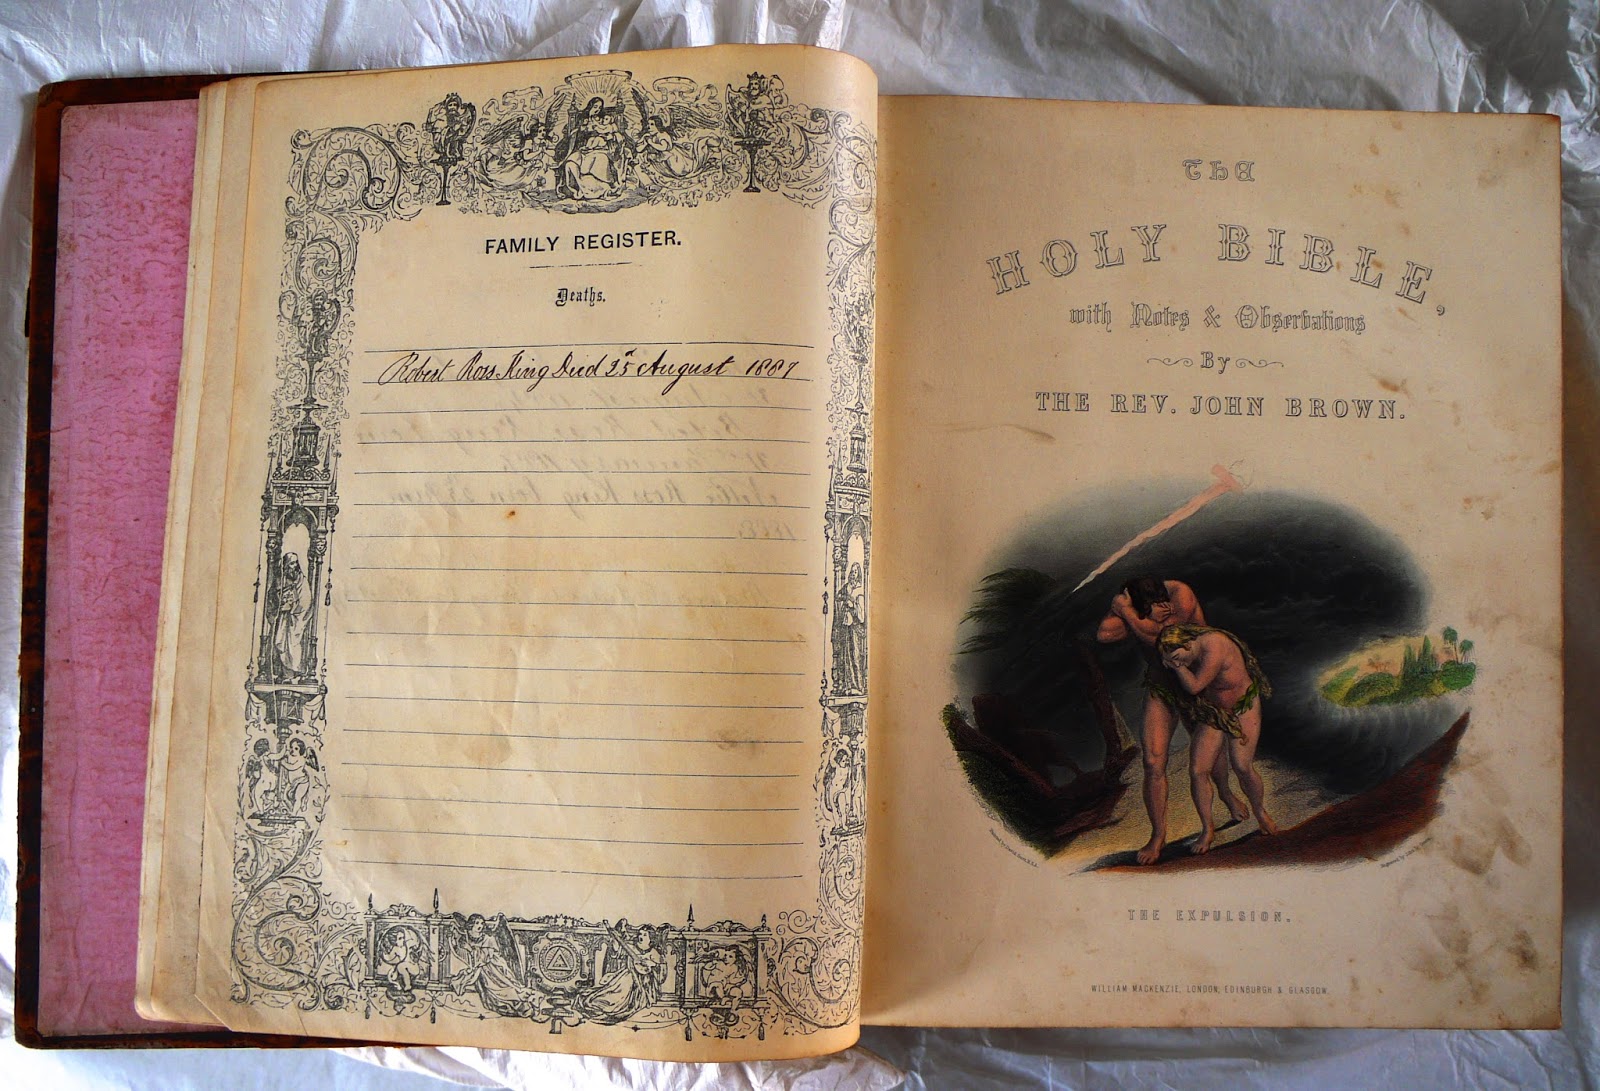 FAMILY REGISTER.
Deaths.
Robert Ross King Died 25th August 1887
The
HOLY BIBLE,
with Notes & Observations
By
THE REV. JOHN BROWN.
THE EXPULSION.
WILLIAM MACKENZIE, LONDON, EDINBURGH & GLASGOW.